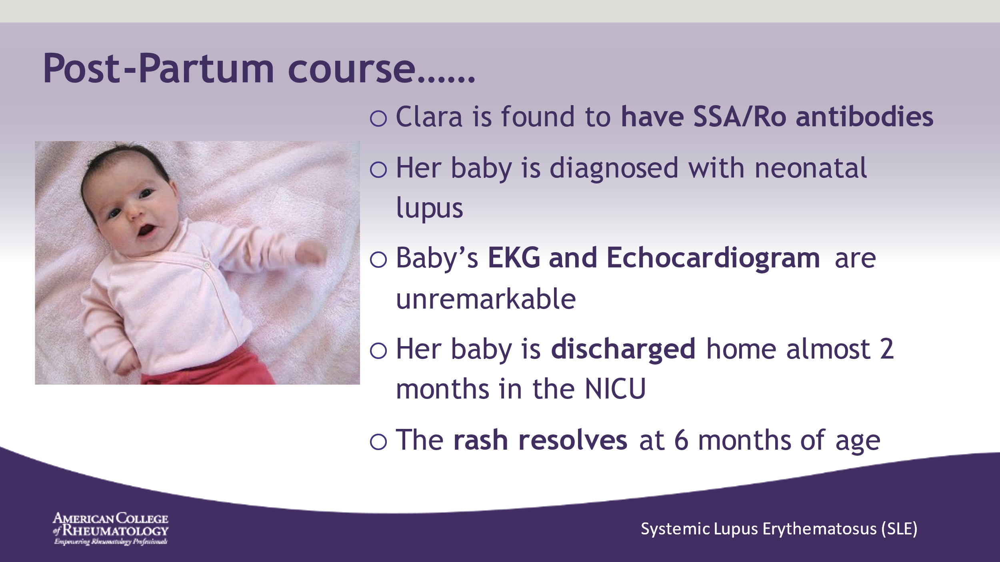 Post-Partum course……
Clara is found to have SSA/Ro antibodies
Her baby is diagnosed with neonatal
lupus
Baby’s EKG and Echocardiogram are
unremarkable
Her baby is discharged home almost 2
months in the NICU
The rash resolves at 6 months of age
AMERICAN COLLEGE
of RHEUMATOLOGY
Empowering Rheumatology Professionals
Systemic Lupus Erythematosus (SLE)